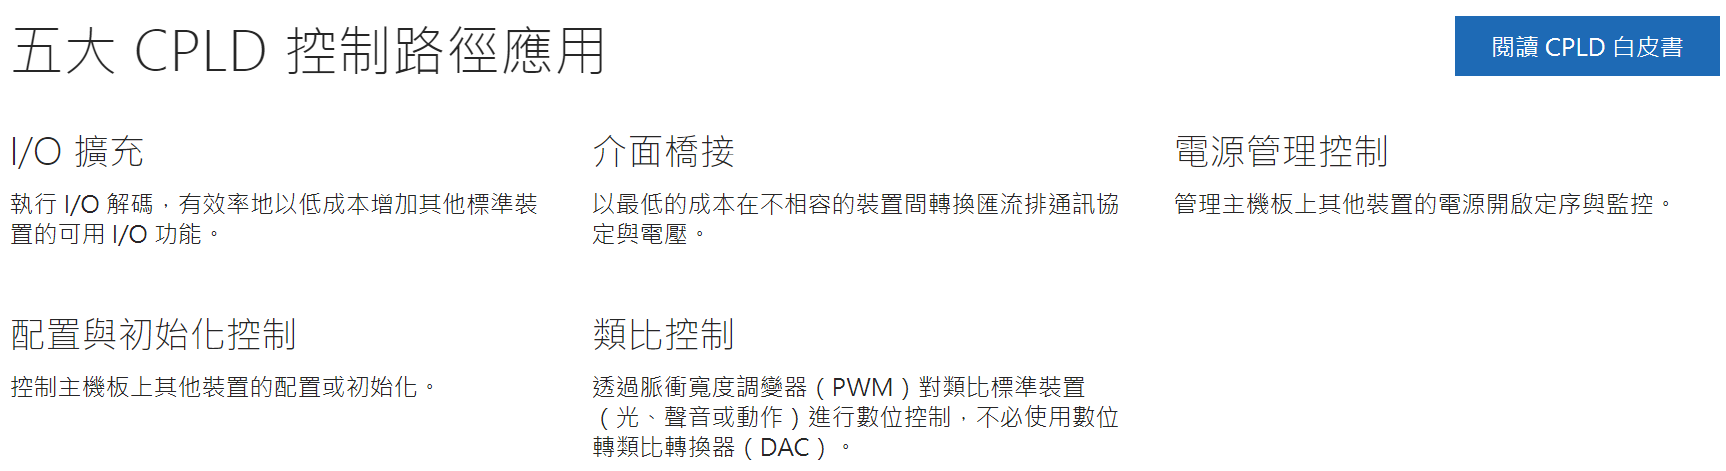 五大 CPLD 控制路徑應用
閱讀 CPLD 白皮書
I/O 擴充
執行 I/O 解碼，有效率地以低成本增加其他標準裝
置的可用 I/O 功能。
介面橋接
以最低的成本在不相容的裝置間轉換匯流排通訊協
定與電壓。
電源管理控制
管理主機板上其他裝置的電源開啟定序與監控。
配置與初始化控制
控制主機板上其他裝置的配置或初始化。
類比控制
透過脈衝寬度調變器（PWM）對類比標準裝置
（光、聲音或動作）進行數位控制，不必使用數位
轉類比轉換器（DAC）。